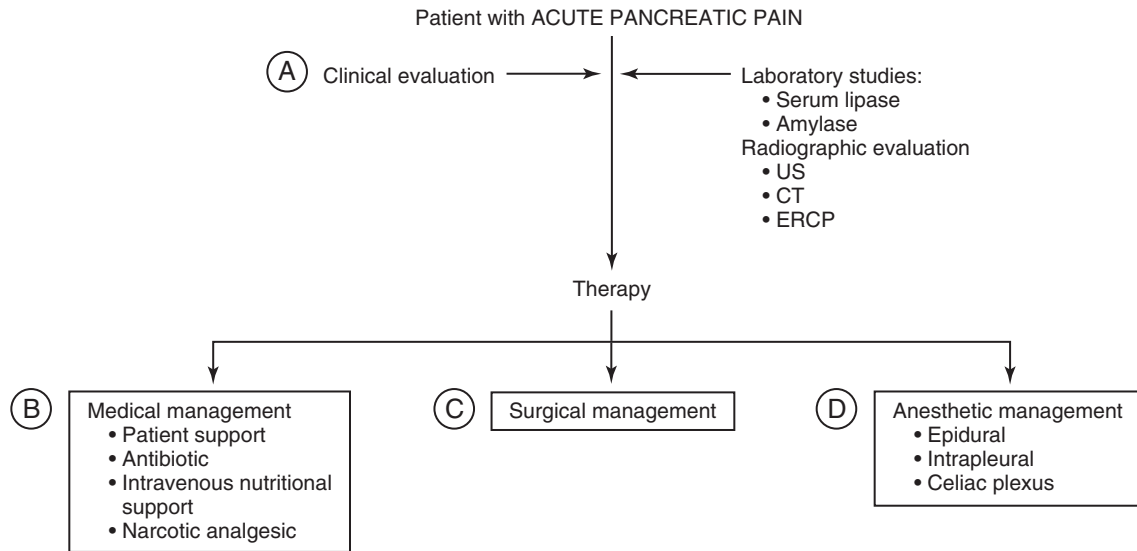 Patient with ACUTE PANCREATIC PAIN
A
Clinical evaluation
Laboratory studies:
• Serum lipase
• Amylase
Radiographic evaluation
• US
• CT
• ERCP
Therapy
B
Medical management
• Patient support
• Antibiotic
• Intravenous nutritional
support
• Narcotic analgesic
C
Surgical management
D
Anesthetic management
• Epidural
• Intrapleural
• Celiac plexus